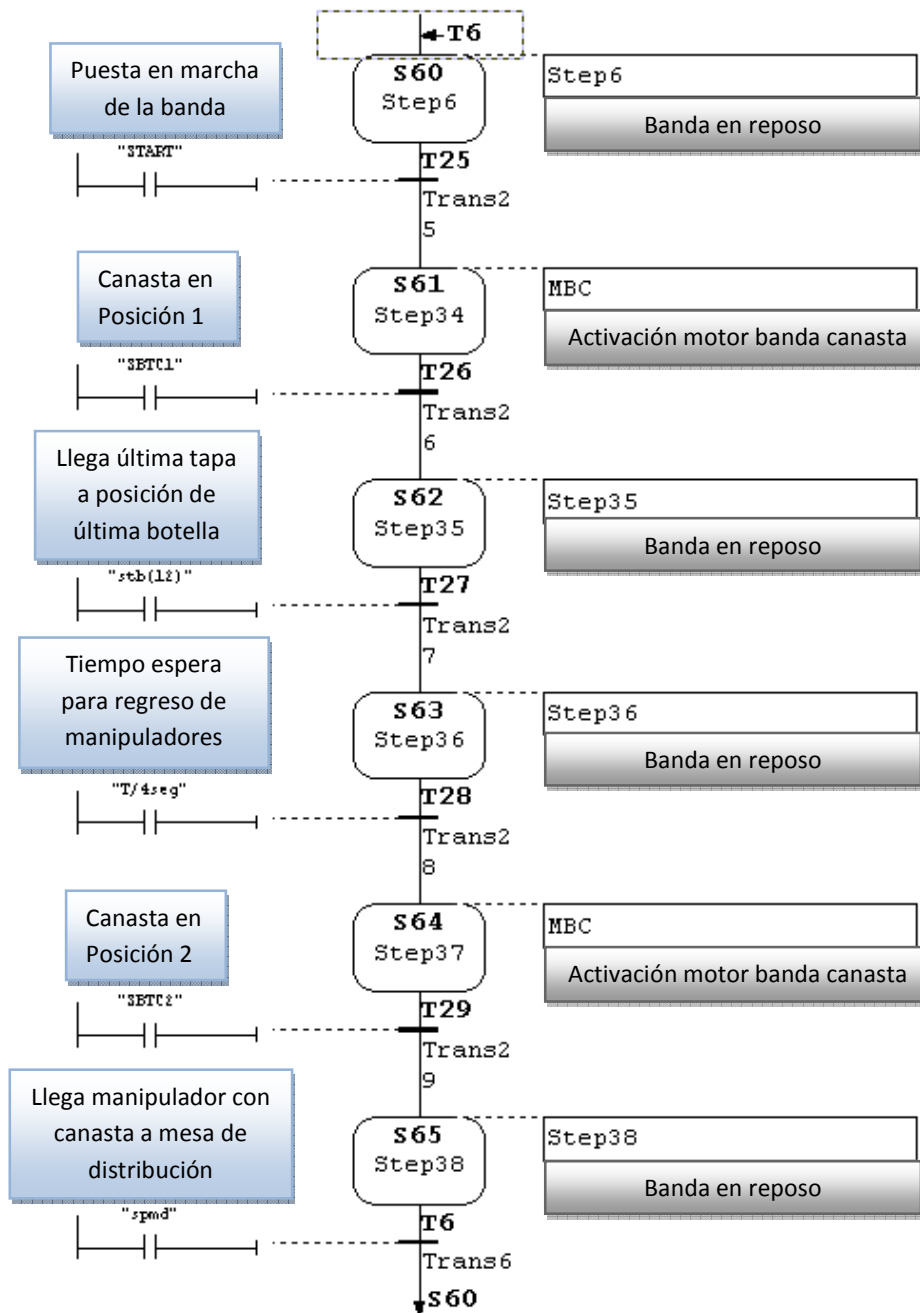 T6
Puesta en marcha
de la banda
S60
Step6
Step6
Banda en reposo
"START"
T25
Trans2
5
Canasta en
Posición 1
S61
Step34
MBC
Activación motor banda canasta
"SBTC1"
T26
Trans2
6
Llega última tapa
a posición de
última botella
S62
Step35
Step35
Banda en reposo
"stb(12)"
T27
Trans2
7
Tiempo espera
para regreso de
manipuladores
S63
Step36
Step36
Banda en reposo
"T/4seg"
T28
Trans2
8
Canasta en
Posición 2
S64
Step37
MBC
Activación motor banda canasta
"SBTC2"
T29
Trans2
9
Llega manipulador con
canasta a mesa de
distribución
S65
Step38
Step38
Banda en reposo
"spmd"
T6
Trans6
S60